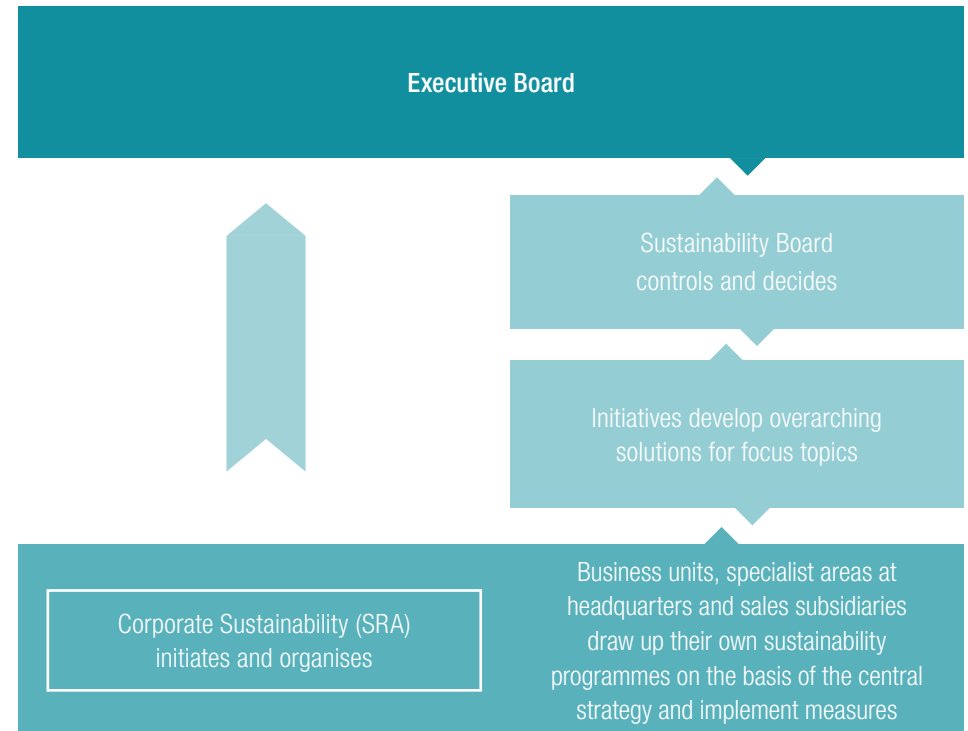 Executive Board
Sustainability Board
controls and decides
Initiatives develop overarching
solutions for focus topics
Corporate Sustainability (SRA)
initiates and organises
Business units, specialist areas at
headquarters and sales subsidiaries
draw up their own sustainability
programmes on the basis of the central
strategy and implement measures